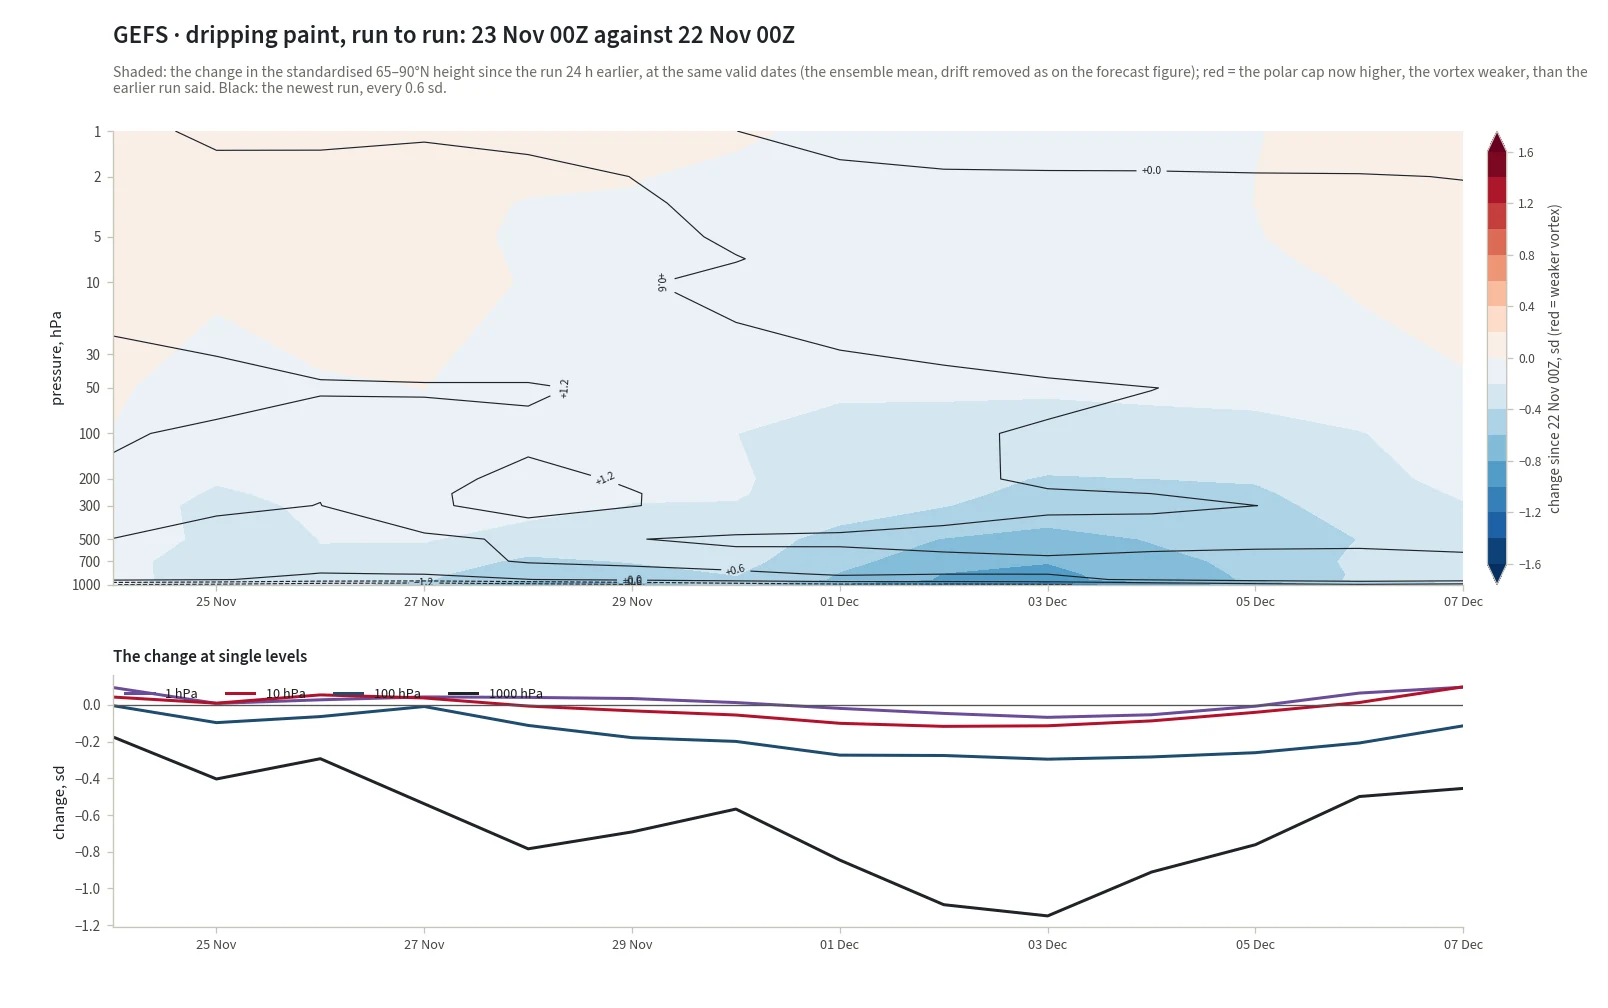 GEFS · dripping paint, run to run: 23 Nov 00Z against 22 Nov 00Z
Shaded: the change in the standardised 65–90°N height since the run 24 h earlier, at the same valid dates (the ensemble mean, drift removed as on the forecast figure); red = the polar cap now higher, the vortex weaker, than the
earlier run said. Black: the newest run, every 0.6 sd.
pressure, hPa
1
2
5
10
30
50
100
200
300
500
700
1000
+0.0
+0.6
+1.2
+1.2
+0.6
−1.2
+0.0
25 Nov
27 Nov
29 Nov
01 Dec
03 Dec
05 Dec
07 Dec
1.6
1.2
0.8
0.4
0.0
−0.4
−0.8
−1.2
−1.6
change since 22 Nov 00Z, sd (red = weaker vortex)
The change at single levels
1 hPa
10 hPa
100 hPa
1000 hPa
change, sd
0.0
−0.2
−0.4
−0.6
−0.8
−1.0
−1.2
25 Nov
27 Nov
29 Nov
01 Dec
03 Dec
05 Dec
07 Dec